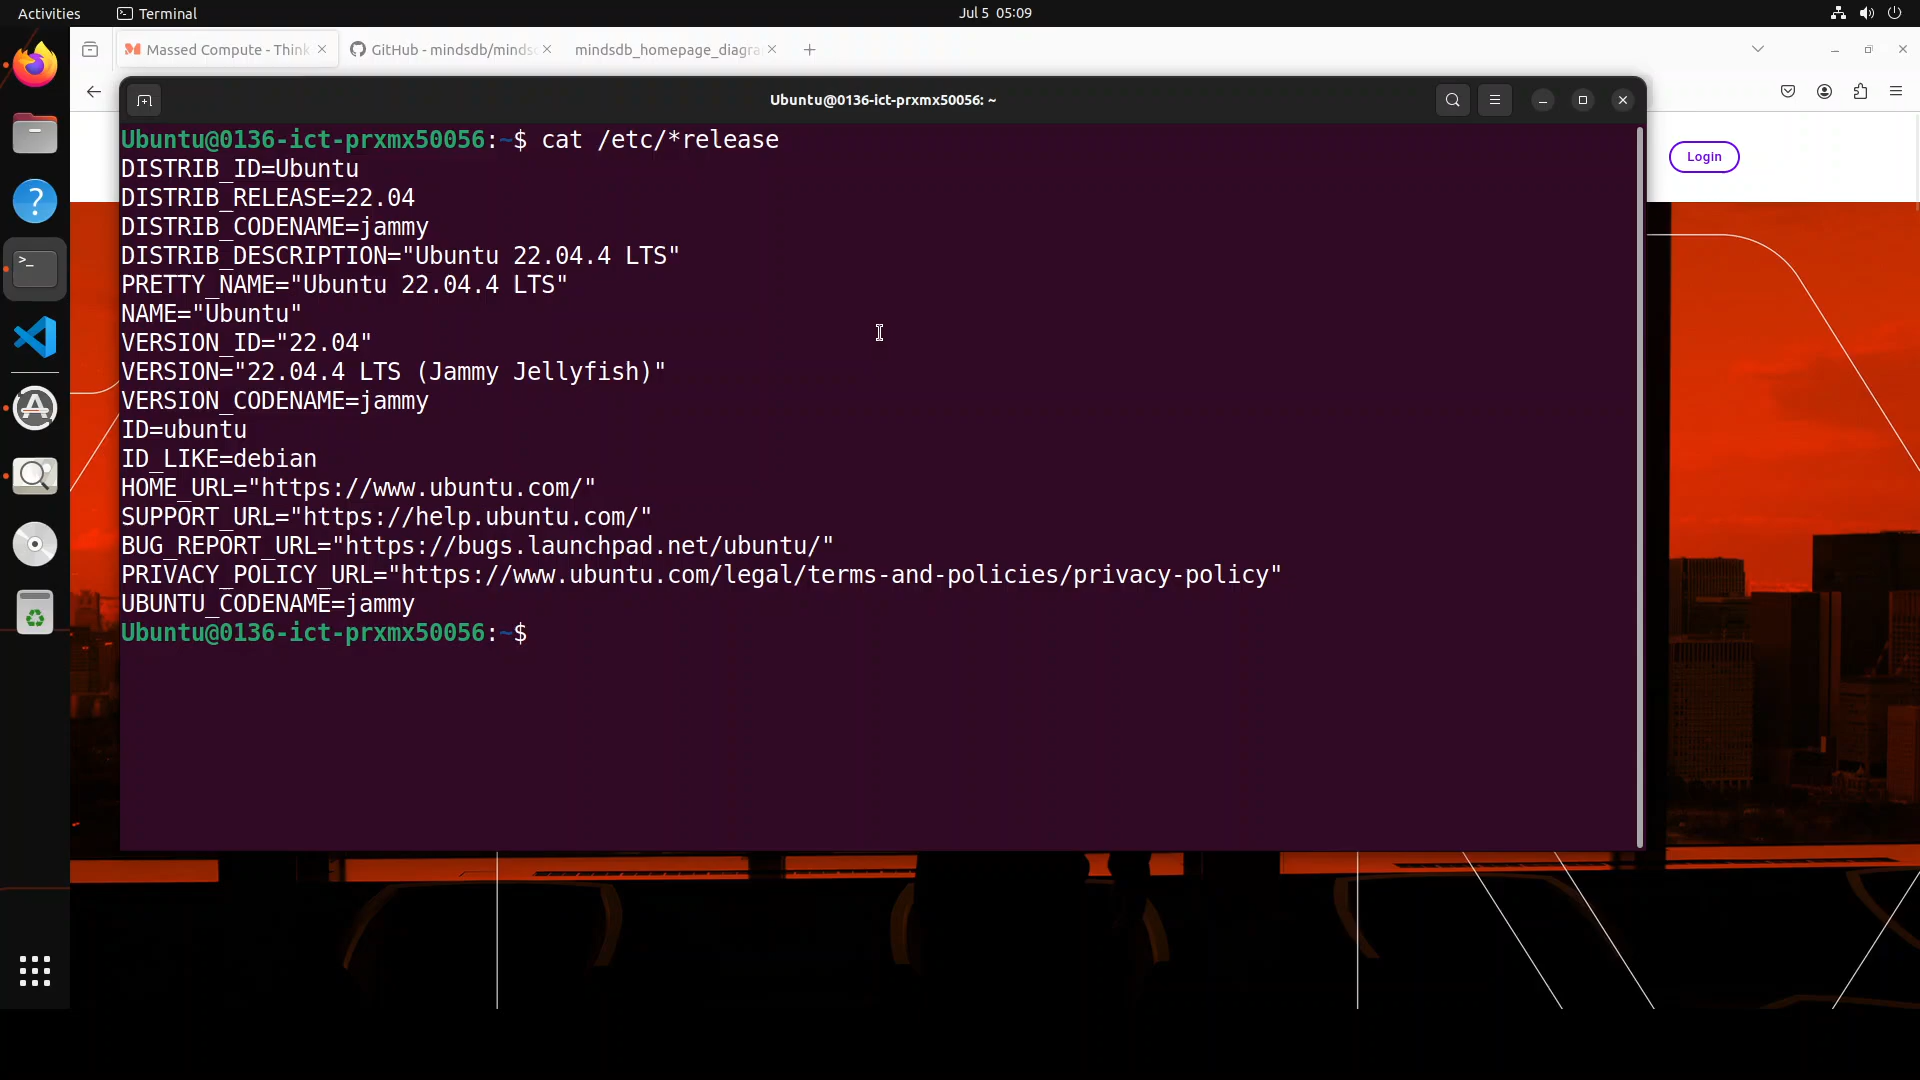 Activities
Terminal
Jul 5 05:09
Massed Compute - Think
GitHub - mindsdb/minds
mindsdb_homepage_diagra
Ubuntu@0136-ict-prxmx50056: ~
Login
Ubuntu@0136-ict-prxmx50056:~$ cat /etc/*release
DISTRIB_ID=Ubuntu
DISTRIB_RELEASE=22.04
DISTRIB_CODENAME=jammy
DISTRIB_DESCRIPTION="Ubuntu 22.04.4 LTS"
PRETTY_NAME="Ubuntu 22.04.4 LTS"
NAME="Ubuntu"
VERSION_ID="22.04"
VERSION="22.04.4 LTS (Jammy Jellyfish)"
VERSION_CODENAME=jammy
ID=ubuntu
ID_LIKE=debian
HOME_URL="https://www.ubuntu.com/"
SUPPORT_URL="https://help.ubuntu.com/"
BUG_REPORT_URL="https://bugs.launchpad.net/ubuntu/"
PRIVACY_POLICY_URL="https://www.ubuntu.com/legal/terms-and-policies/privacy-policy"
UBUNTU_CODENAME=jammy
Ubuntu@0136-ict-prxmx50056:~$